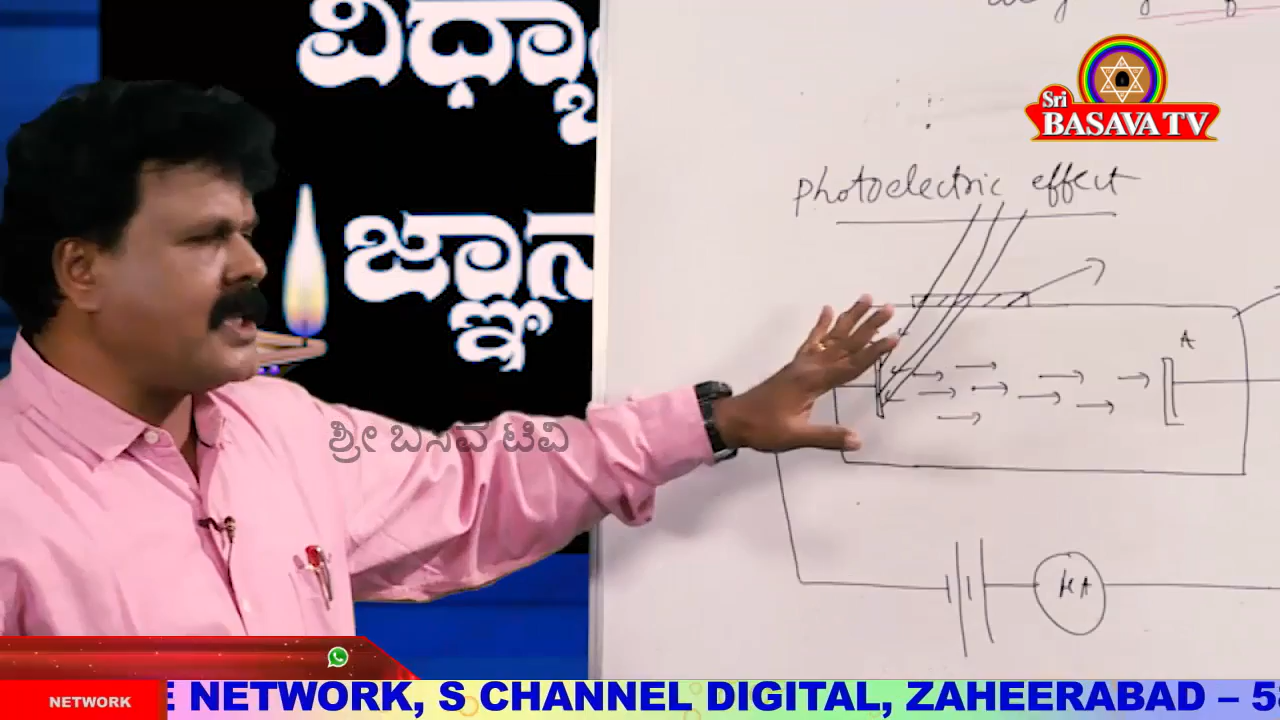 ವಿದ್ಯಾ
ಜ್ಞಾನ
Sri
BASAVA TV
photoelectric effect
A
μA
ಶ್ರೀ ಬಸವ ಟಿವಿ
NETWORK
E NETWORK, S CHANNEL DIGITAL, ZAHEERABAD – 5